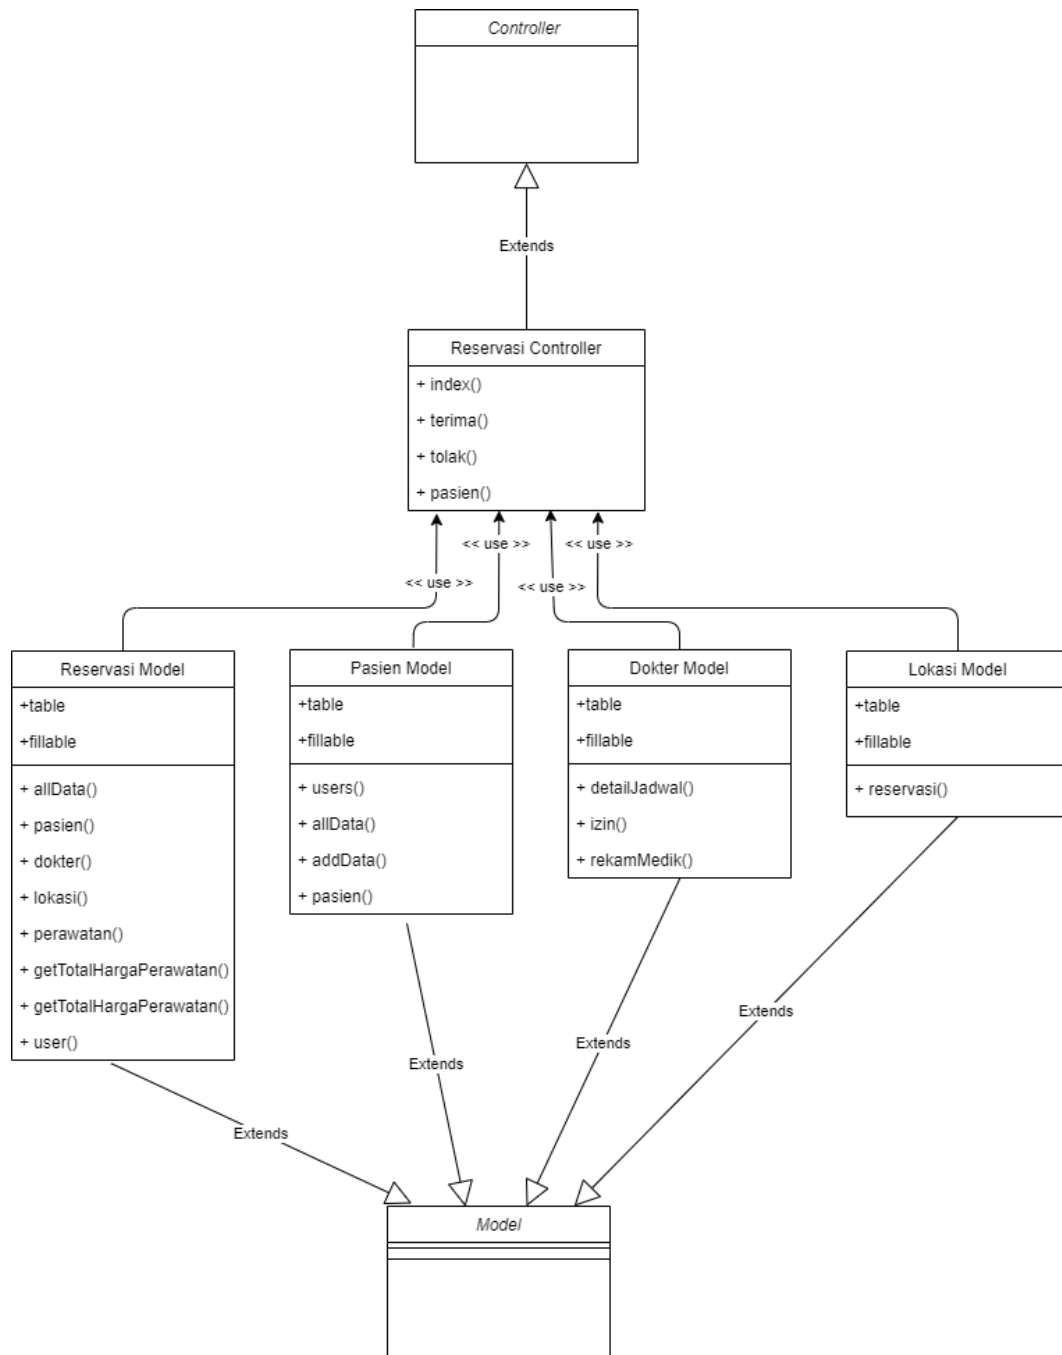 Controller
Extends
Reservasi Controller
+ index()
+ terima()
+ tolak()
+ pasien()
<< use >>
<< use >>
<< use >>
<< use >>
Reservasi Model
+table
+fillable
+ allData()
+ pasien()
+ dokter()
+ lokasi()
+ perawatan()
+ getTotalHargaPerawatan()
+ getTotalHargaPerawatan()
+ user()
Pasien Model
+table
+fillable
+ users()
+ allData()
+ addData()
+ pasien()
Dokter Model
+table
+fillable
+ detailJadwal()
+ izin()
+ rekamMedik()
Lokasi Model
+table
+fillable
+ reservasi()
Extends
Extends
Extends
Extends
Model